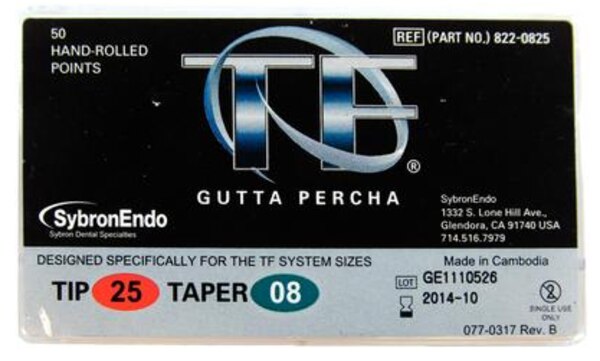 50
HAND-ROLLED
POINTS
REF (PART NO.) 822-0825
TF®
GUTTA PERCHA
SybronEndo
Sybron Dental Specialties
SybronEndo
1332 S. Lone Hill Ave.,
Glendora, CA 91740 USA
714.516.7979
DESIGNED SPECIFICALLY FOR THE TF SYSTEM SIZES
Made in Cambodia
TIP 25 TAPER 08
LOT GE1110526
2014-10
2
SINGLE USE
ONLY
077-0317 Rev. B